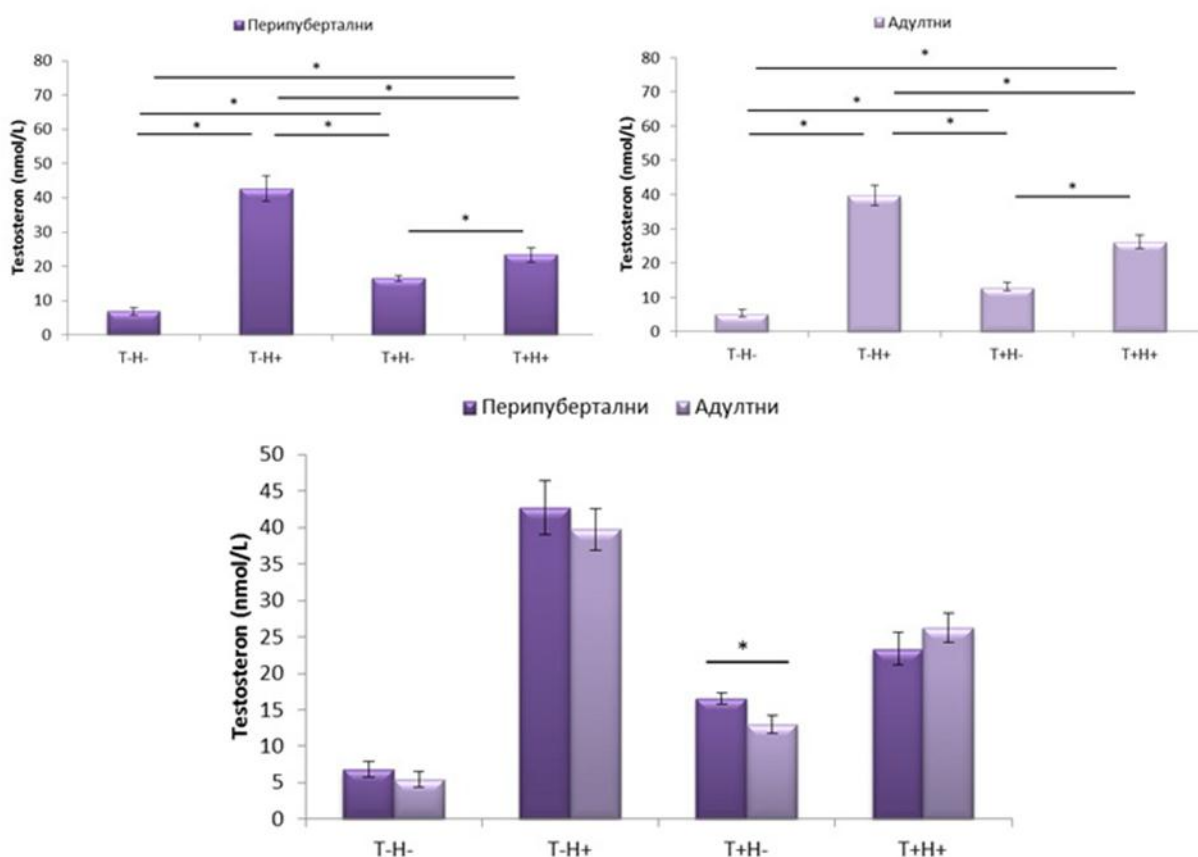 Перипубертални
Testosteron (nmol/L)
80
70
60
50
40
30
20
10
0
*
*
*
*
*
*
T-H-
T-H+
T+H-
T+H+
Адултни
Testosteron (nmol/L)
80
70
60
50
40
30
20
10
0
*
*
*
*
*
*
T-H-
T-H+
T+H-
T+H+
Перипубертални Адултни
Testosteron (nmol/L)
50
45
40
35
30
25
20
15
10
5
0
*
T-H-
T-H+
T+H-
T+H+